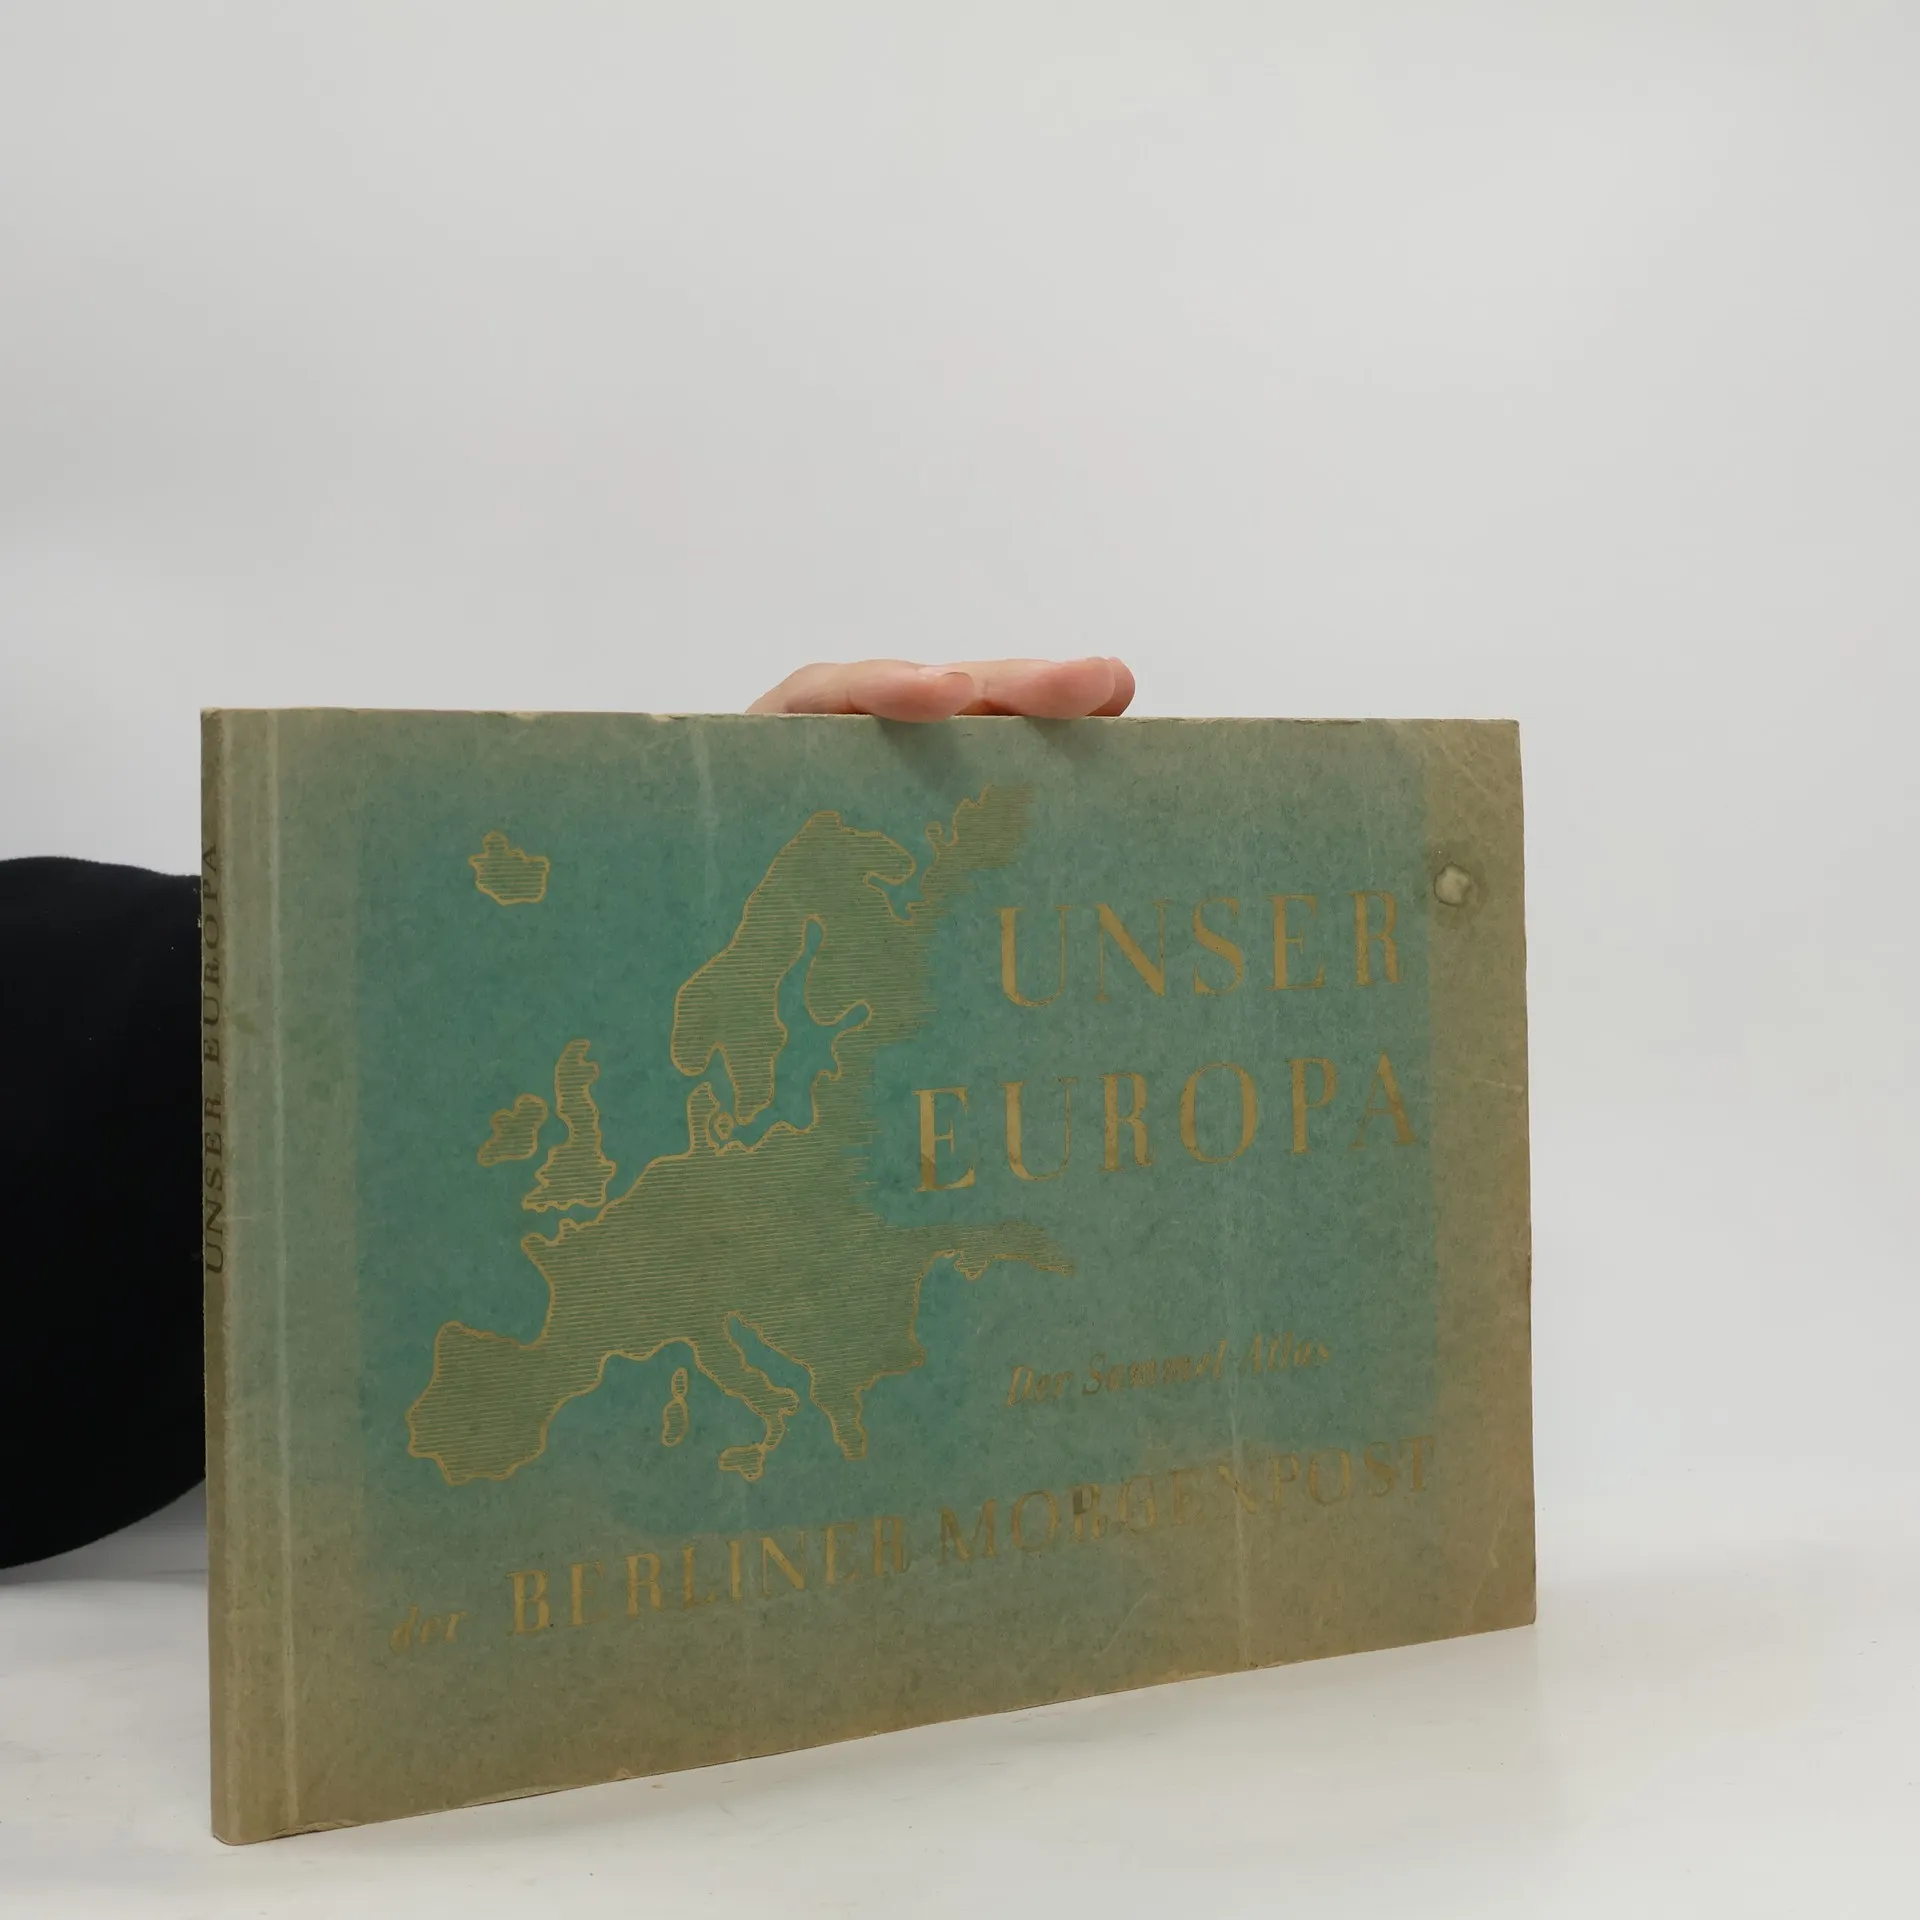 UNSER EUROPA
UNSER
EUROPA
Der Sammel-Atlas
der BERLINER MORGENPOST